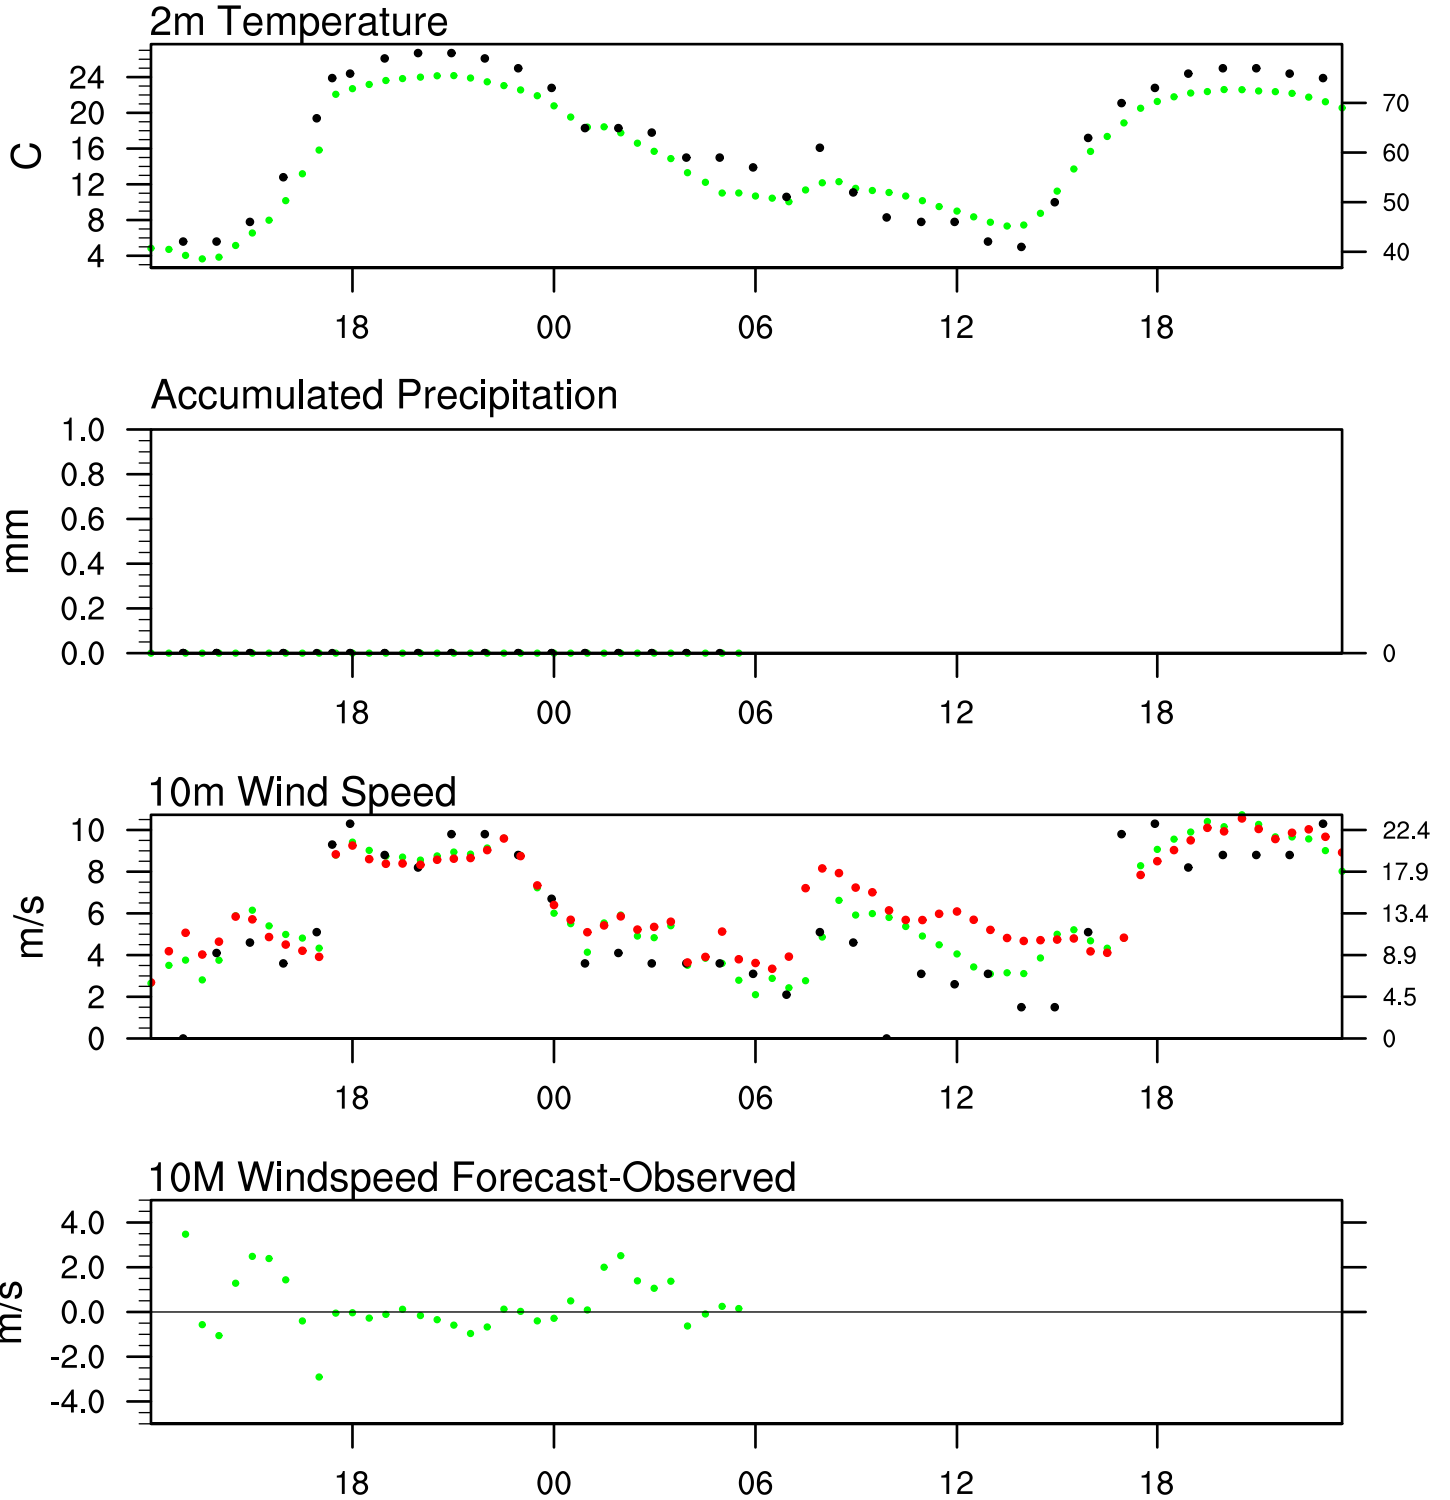 2m Temperature
24
20
16
12
8
4
C
70
60
50
40
18 00 06 12 18
Accumulated Precipitation
1.0
0.8
0.6
0.4
0.2
0.0
mm
0
18 00 06 12 18
10m Wind Speed
10
8
6
4
2
0
m/s
22.4
17.9
13.4
8.9
4.5
0
18 00 06 12 18
10M Windspeed Forecast-Observed
4.0
2.0
0.0
-2.0
-4.0
m/s
18 00 06 12 18